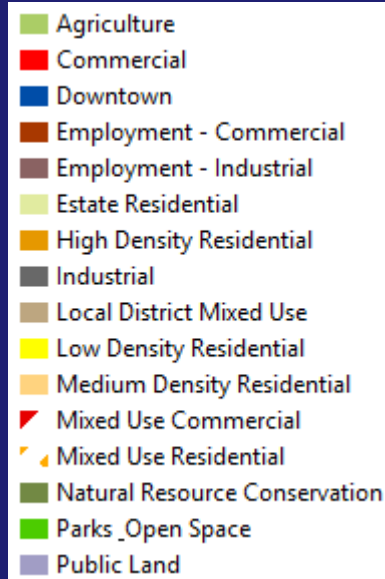 Agriculture
Commercial
Downtown
Employment - Commercial
Employment - Industrial
Estate Residential
High Density Residential
Industrial
Local District Mixed Use
Low Density Residential
Medium Density Residential
Mixed Use Commercial
Mixed Use Residential
Natural Resource Conservation
Parks _Open Space
Public Land